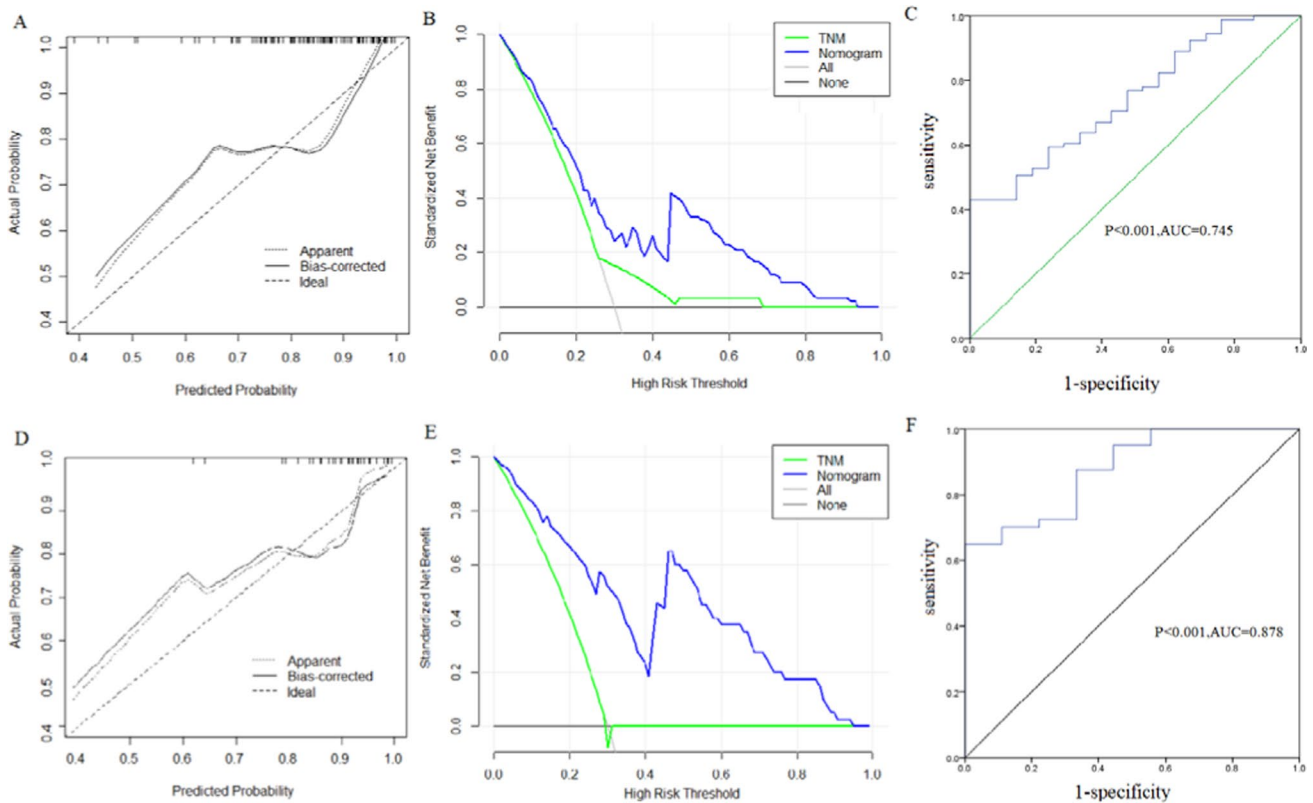 A
1.0
0.9
0.8
0.7
0.6
0.5
0.4
Actual Probability
Apparent
Bias-corrected
Ideal
0.4 0.5 0.6 0.7 0.8 0.9 1.0
Predicted Probability
B
1.0
0.8
0.6
0.4
0.2
0.0
Standardized Net Benefit
TNM
Nomogram
All
None
0.0 0.2 0.4 0.6 0.8 1.0
High Risk Threshold
C
1.0
0.8
0.6
0.4
0.2
0.0
sensitivity
P<0.001,AUC=0.745
0.0 0.2 0.4 0.6 0.8 1.0
1-specificity
D
1.0
0.9
0.8
0.7
0.6
0.5
0.4
Actual Probability
Apparent
Bias-corrected
Ideal
0.4 0.5 0.6 0.7 0.8 0.9 1.0
Predicted Probability
E
1.0
0.8
0.6
0.4
0.2
0.0
Standardized Net Benefit
TNM
Nomogram
All
None
0.0 0.2 0.4 0.6 0.8 1.0
High Risk Threshold
F
1.0
0.8
0.6
0.4
0.2
0.0
sensitivity
P<0.001,AUC=0.878
0.0 0.2 0.4 0.6 0.8 1.0
1-specificity